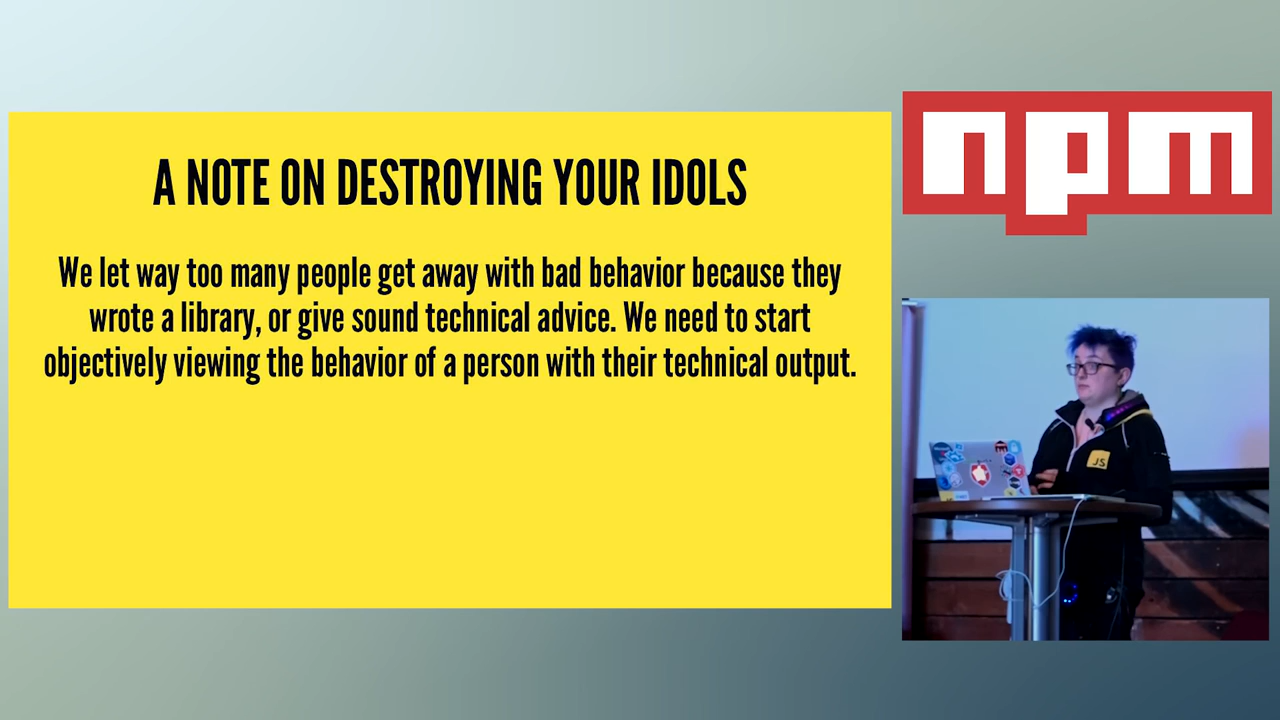 A NOTE ON DESTROYING YOUR IDOLS
We let way too many people get away with bad behavior because they
wrote a library, or give sound technical advice. We need to start
objectively viewing the behavior of a person with their technical output.
npm
JS